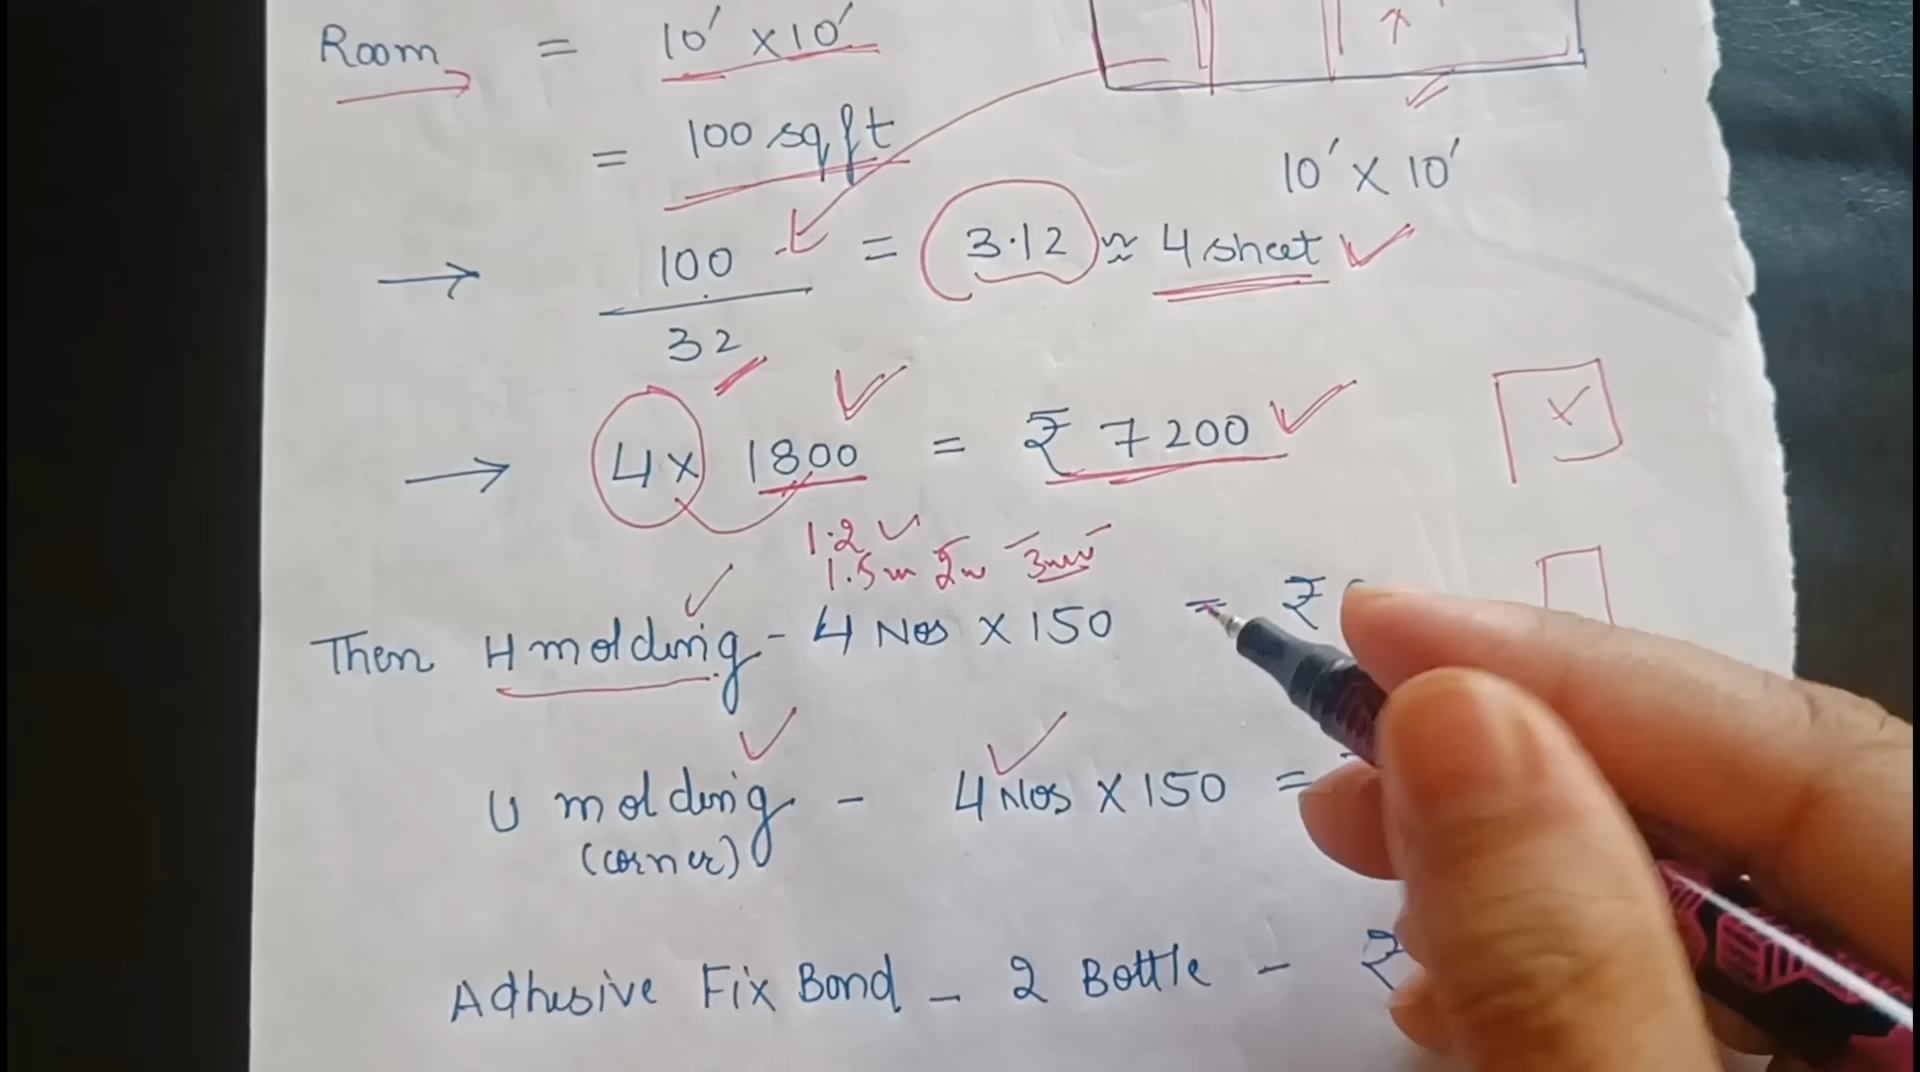 Room = 10' x 10'
= 100 sqft
10' x 10'
→ 100 / 32 = 3.12 ≈ 4 sheet
→ 4 x 1800 = ₹ 7200
1.2
1.5m 2m 3mm
Then H molding - 4 Nos x 150 = ₹
U molding - 4 Nos x 150 =
(corner)
Adhesive Fix Bond - 2 Bottle - ₹